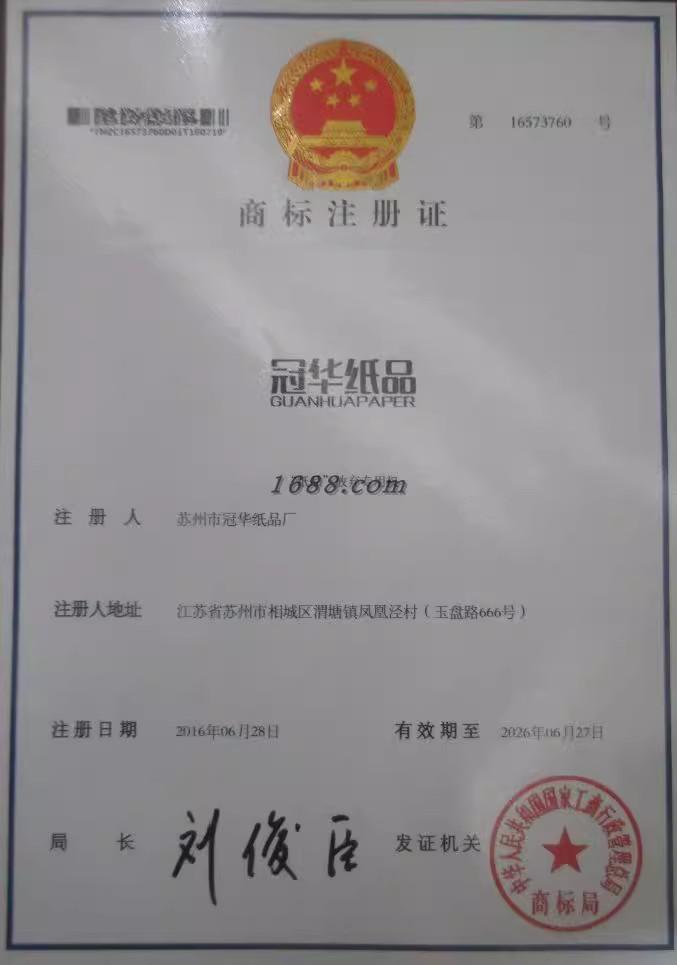 第 16573760 号
商标注册证
冠华纸品
GUANHUAPAPER
1688.com
注册人 苏州市冠华纸品厂
注册人地址 江苏省苏州市相城区渭塘镇凤凰泾村（玉盘路666号）
注册日期 2016年06月28日 有效期至 2026年06月27日
局长 刘俊臣 发证机关
中华人民共和国国家工商行政管理总局
商标局